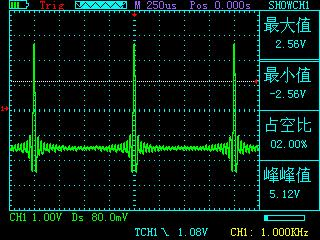 Trig M 250us Pos 0.000s SHOWCH1
最大值
2.56V
最小值
-2.56V
占空比
02.00%
峰峰值
5.12V
CH1 1.00V Ds 80.0mV
TCH1 1.08V CH1: 1.000KHz